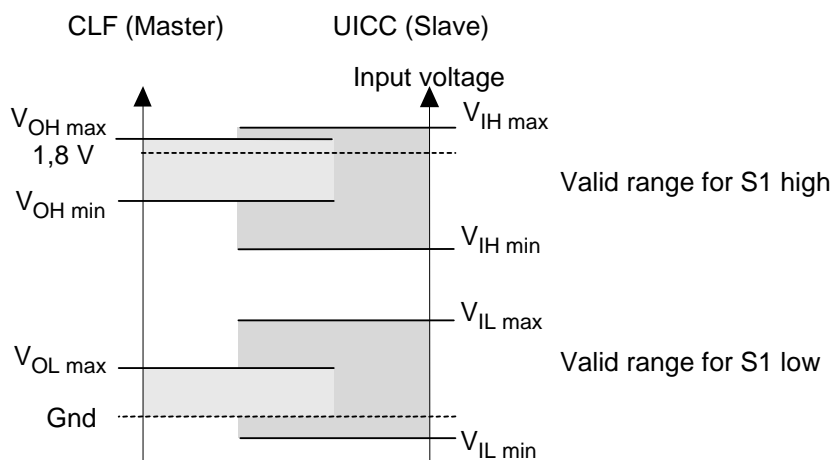 CLF (Master)
UICC (Slave)
Input voltage
VOH max
VIH max
1,8 V
Valid range for S1 high
VOH min
VIH min
VIL max
VOL max
Valid range for S1 low
Gnd
VIL min